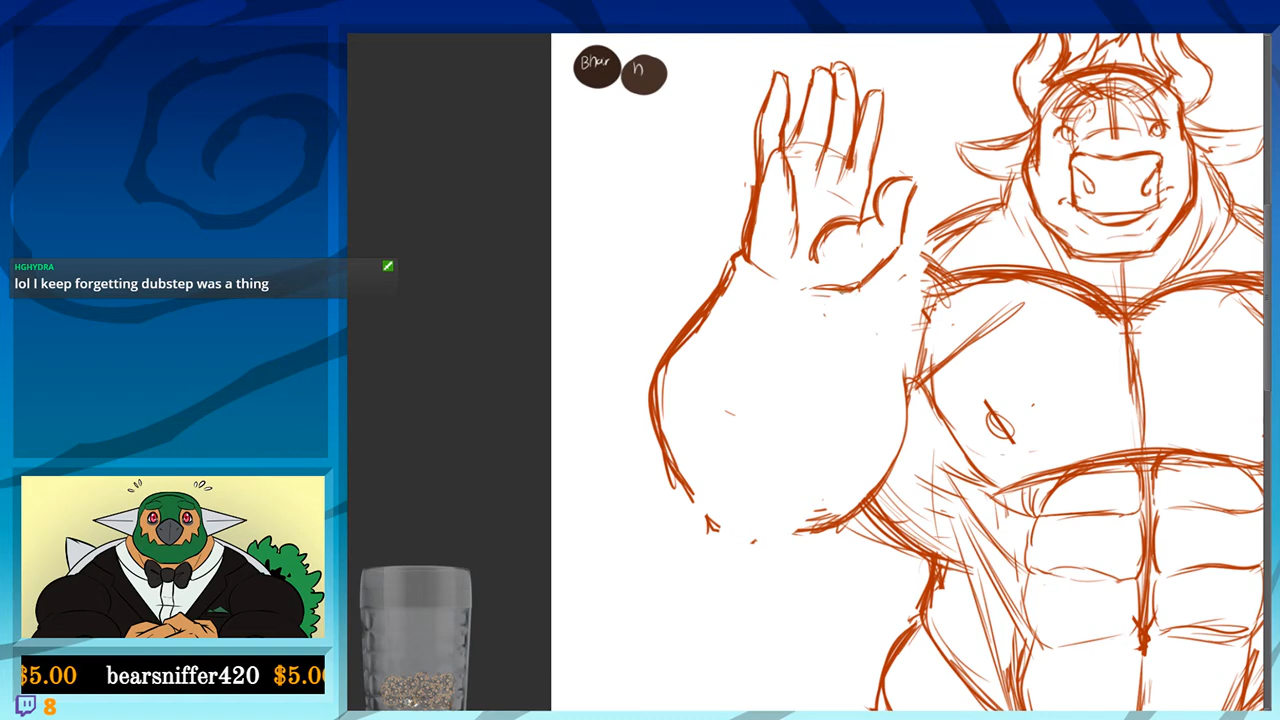 Bhar
h
HGHYDRA
lol I keep forgetting dubstep was a thing
$5.00 bearsniffer420 $5.0
8